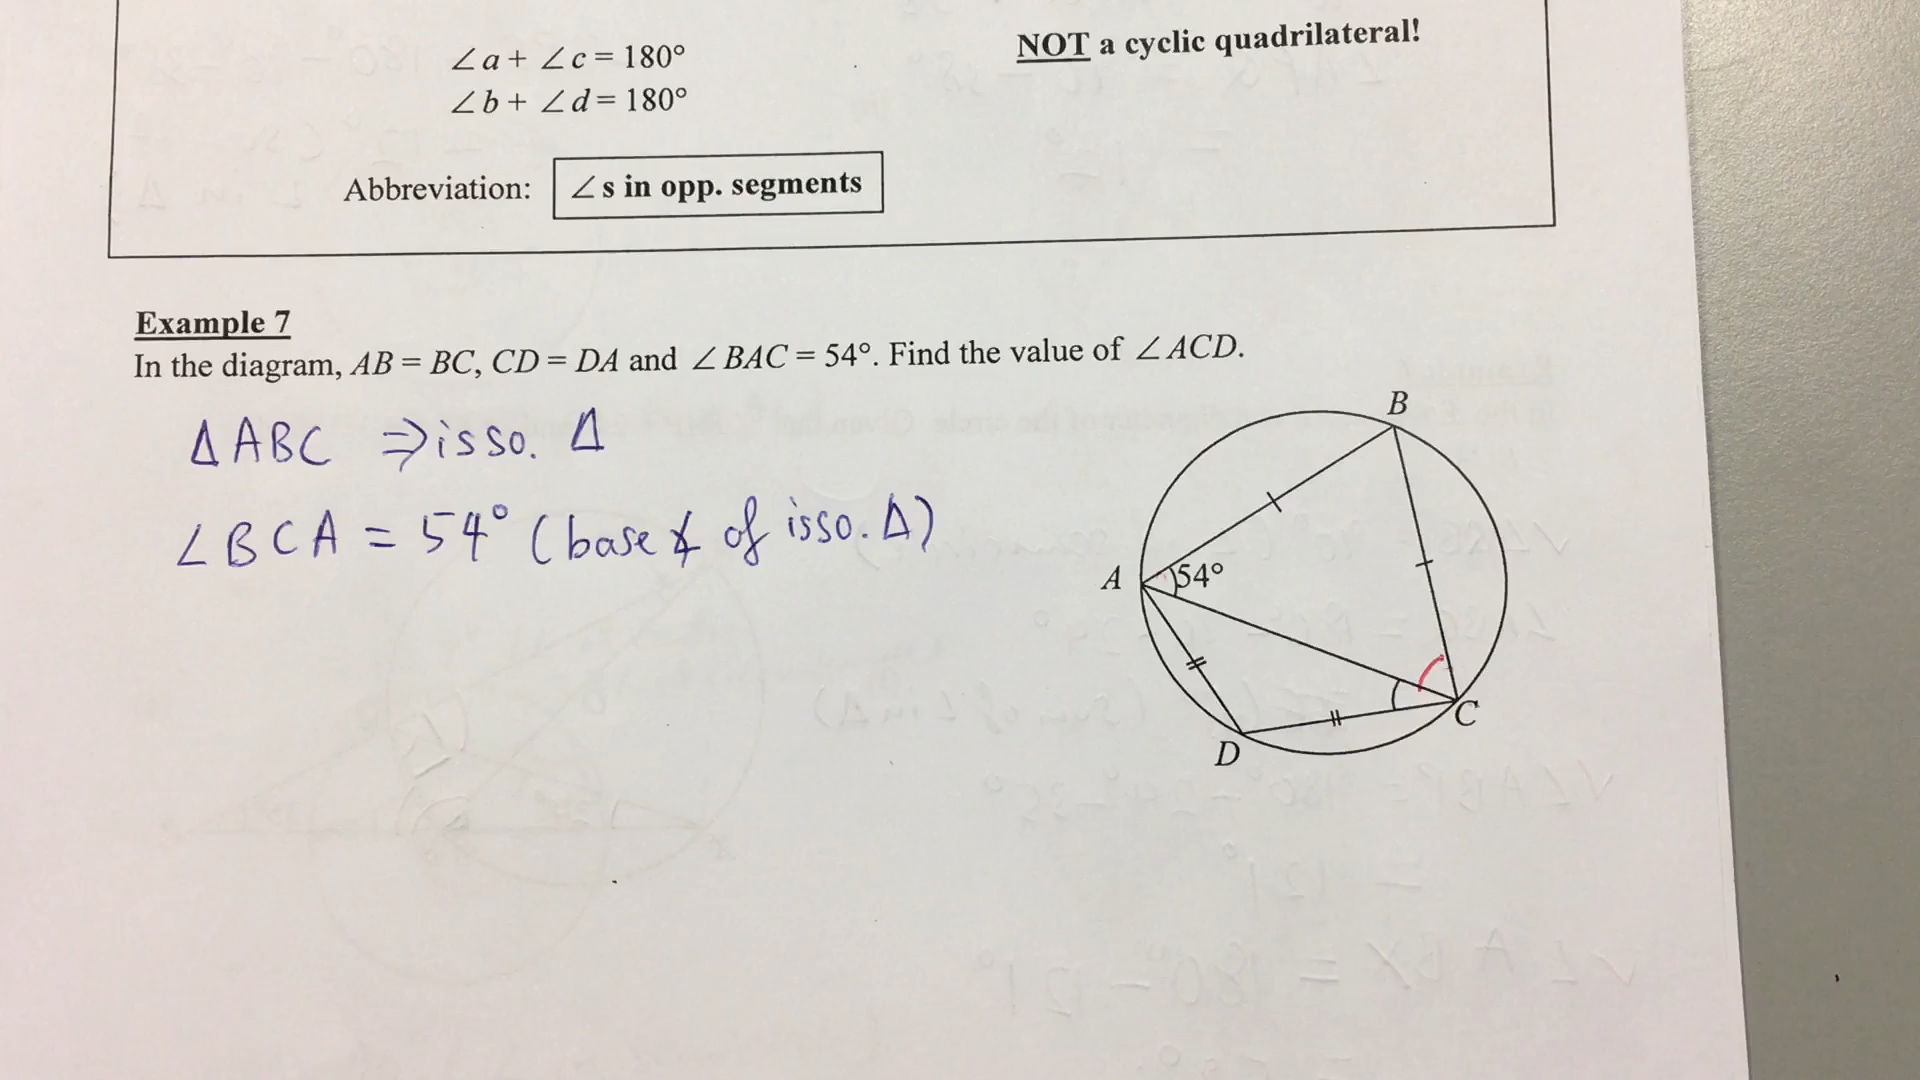 ∠a + ∠c = 180°
∠b + ∠d = 180°
NOT a cyclic quadrilateral!
Abbreviation: ∠s in opp. segments
Example 7
In the diagram, AB = BC, CD = DA and ∠BAC = 54°. Find the value of ∠ACD.
Δ ABC ⇒ isso. Δ
∠BCA = 54° (base ∡ of isso. Δ)
B
A
54°
C
D